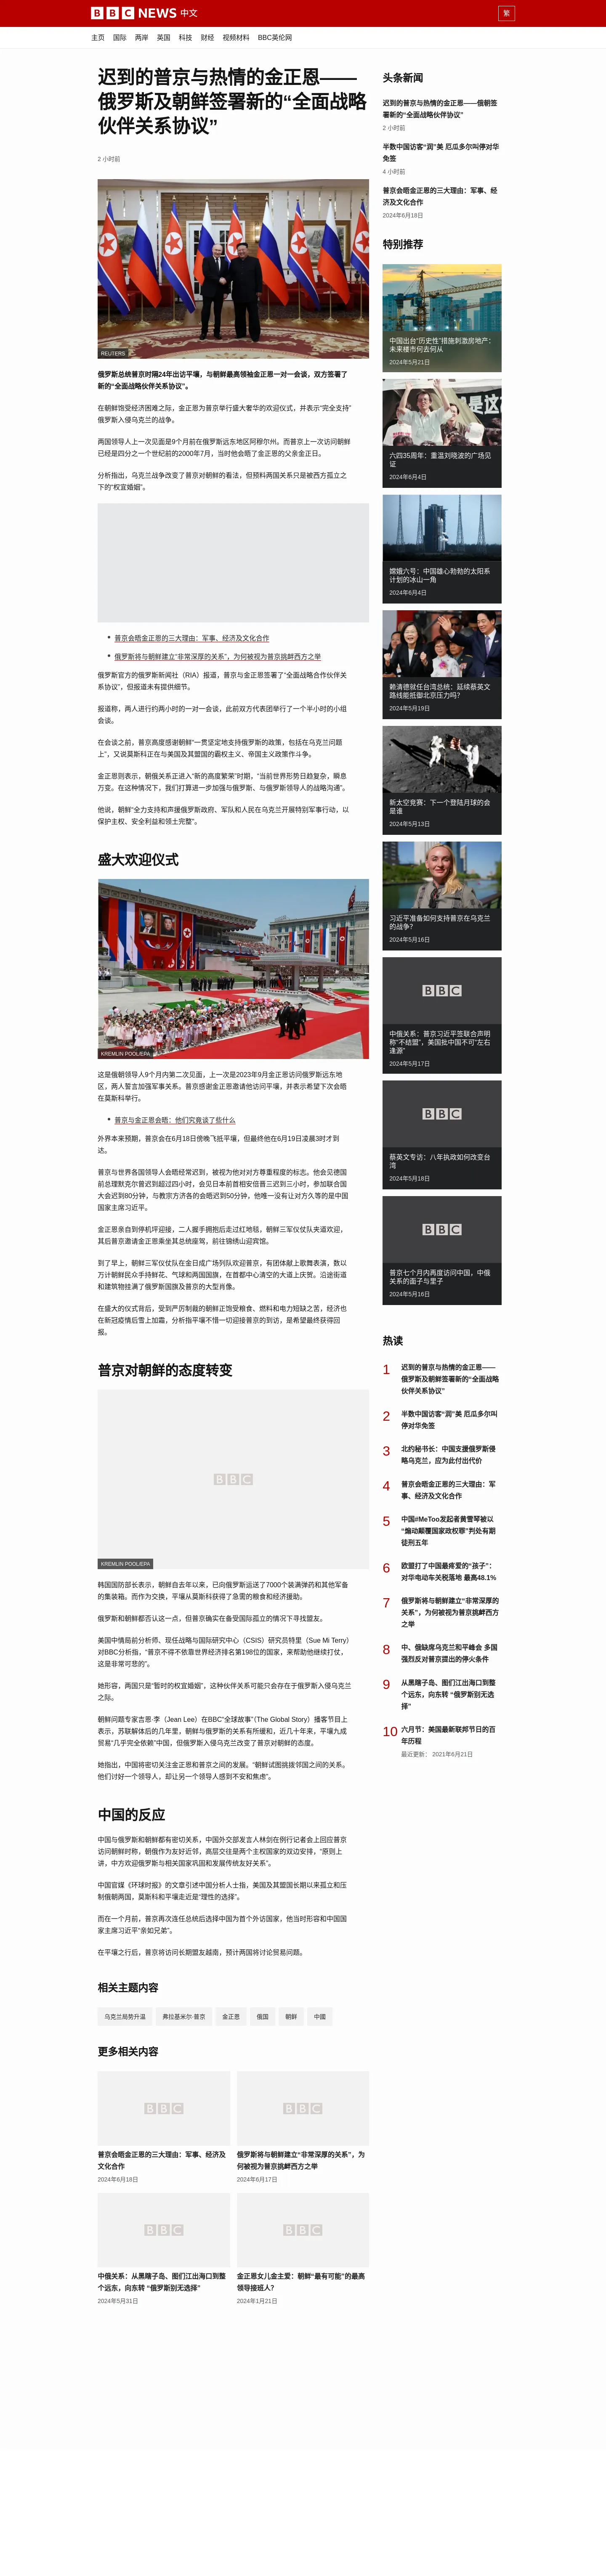 BBC NEWS 中文
繁
主页 国际 两岸 英国 科技 财经 视频材料 BBC英伦网
迟到的普京与热情的金正恩——
俄罗斯及朝鲜签署新的“全面战略
伙伴关系协议”
2 小时前
REUTERS
俄罗斯总统普京时隔24年出访平壤，与朝鲜最高领袖金正恩一对一会谈，双方签署了
新的“全面战略伙伴关系协议”。
在朝鲜饱受经济困难之际，金正恩为普京举行盛大奢华的欢迎仪式，并表示“完全支持”
俄罗斯入侵乌克兰的战争。
两国领导人上一次见面是9个月前在俄罗斯远东地区阿穆尔州。而普京上一次访问朝鲜
已经是四分之一个世纪前的2000年7月，当时他会晤了金正恩的父亲金正日。
分析指出，乌克兰战争改变了普京对朝鲜的看法，但预料两国关系只是被西方孤立之
下的“权宜婚姻”。
普京会晤金正恩的三大理由：军事、经济及文化合作
俄罗斯将与朝鲜建立“非常深厚的关系”，为何被视为普京挑衅西方之举
俄罗斯官方的俄罗斯新闻社（RIA）报道，普京与金正恩签署了“全面战略合作伙伴关
系协议”，但报道未有提供细节。
报道称，两人进行约两小时的一对一会谈，此前双方代表团举行了一个半小时的小组
会谈。
在会谈之前，普京高度感谢朝鲜“一贯坚定地支持俄罗斯的政策，包括在乌克兰问题
上”，又说莫斯科正在与美国及其盟国的霸权主义、帝国主义政策作斗争。
金正恩则表示，朝俄关系正进入“新的高度繁荣”时期，“当前世界形势日趋复杂，瞬息
万变。在这种情况下，我们打算进一步加强与俄罗斯、与俄罗斯领导人的战略沟通”。
他说，朝鲜“全力支持和声援俄罗斯政府、军队和人民在乌克兰开展特别军事行动，以
保护主权、安全利益和领土完整”。
盛大欢迎仪式
KREMLIN POOL/EPA
这是俄朝领导人9个月内第二次见面，上一次是2023年9月金正恩访问俄罗斯远东地
区，两人誓言加强军事关系。普京感谢金正恩邀请他访问平壤，并表示希望下次会晤
在莫斯科举行。
普京与金正恩会晤：他们究竟谈了些什么
外界本来预期，普京会在6月18日傍晚飞抵平壤，但最终他在6月19日凌晨3时才到
达。
普京与世界各国领导人会晤经常迟到，被视为他对对方尊重程度的标志。他会见德国
前总理默克尔曾迟到超过四小时，会见日本前首相安倍晋三迟到三小时，参加联合国
大会迟到80分钟，与教宗方济各的会晤迟到50分钟，他唯一没有让对方久等的是中国
国家主席习近平。
金正恩亲自到停机坪迎接，二人握手拥抱后走过红地毯，朝鲜三军仪仗队夹道欢迎，
其后普京邀请金正恩乘坐其总统座驾，前往锦绣山迎宾馆。
到了早上，朝鲜三军仪仗队在金日成广场列队欢迎普京，有团体献上歌舞表演，数以
万计朝鲜民众手持鲜花、气球和两国国旗，在首都中心清空的大道上庆贺。沿途街道
和建筑物挂满了俄罗斯国旗及普京的大型肖像。
在盛大的仪式背后，受到严厉制裁的朝鲜正饱受粮食、燃料和电力短缺之苦，经济也
在新冠疫情后雪上加霜，分析指平壤不惜一切迎接普京的到访，是希望最终获得回
报。
普京对朝鲜的态度转变
BBC
KREMLIN POOL/EPA
韩国国防部长表示，朝鲜自去年以来，已向俄罗斯运送了7000个装满弹药和其他军备
的集装箱。而作为交换，平壤从莫斯科获得了急需的粮食和经济援助。
俄罗斯和朝鲜都否认这一点，但普京确实在备受国际孤立的情况下寻找盟友。
美国中情局前分析师、现任战略与国际研究中心（CSIS）研究员特里（Sue Mi Terry）
对BBC分析指，“普京不得不依靠世界经济排名第198位的国家，来帮助他继续打仗，
这是非常可悲的”。
她形容，两国只是“暂时的权宜婚姻”，这种伙伴关系可能只会存在于俄罗斯入侵乌克兰
之际。
朝鲜问题专家吉恩·李（Jean Lee）在BBC“全球故事”（The Global Story）播客节目上
表示，苏联解体后的几年里，朝鲜与俄罗斯的关系有所缓和，近几十年来，平壤九成
贸易“几乎完全依赖”中国，但俄罗斯入侵乌克兰改变了普京对朝鲜的态度。
她指出，中国将密切关注金正恩和普京之间的发展。“朝鲜试图挑拨邻国之间的关系。
他们讨好一个领导人，却让另一个领导人感到不安和焦虑”。
中国的反应
中国与俄罗斯和朝鲜都有密切关系，中国外交部发言人林剑在例行记者会上回应普京
访问朝鲜时称，朝俄作为友好近邻，高层交往是两个主权国家的双边安排，“原则上
讲，中方欢迎俄罗斯与相关国家巩固和发展传统友好关系”。
中国官媒《环球时报》的文章引述中国分析人士指，美国及其盟国长期以来孤立和压
制俄朝两国，莫斯科和平壤走近是“理性的选择”。
而在一个月前，普京再次连任总统后选择中国为首个外访国家，他当时形容和中国国
家主席习近平“亲如兄弟”。
在平壤之行后，普京将访问长期盟友越南，预计两国将讨论贸易问题。
相关主题内容
乌克兰局势升温 弗拉基米尔·普京 金正恩 俄国 朝鲜 中國
更多相关内容
BBC
普京会晤金正恩的三大理由：军事、经济及
文化合作
2024年6月18日
BBC
俄罗斯将与朝鲜建立“非常深厚的关系”，为
何被视为普京挑衅西方之举
2024年6月17日
BBC
中俄关系：从黑瞎子岛、图们江出海口到整
个远东，向东转 “俄罗斯别无选择”
2024年5月31日
BBC
金正恩女儿金主爱：朝鲜“最有可能”的最高
领导接班人？
2024年1月21日
头条新闻
迟到的普京与热情的金正恩——俄朝签
署新的“全面战略伙伴协议”
2 小时前
半数中国访客“润”美 厄瓜多尔叫停对华
免签
4 小时前
普京会晤金正恩的三大理由：军事、经
济及文化合作
2024年6月18日
特别推荐
中国出台“历史性”措施刺激房地产：
未来楼市何去何从
2024年5月21日
是这
六四35周年：重温刘晓波的广场见
证
2024年6月4日
嫦娥六号：中国雄心勃勃的太阳系
计划的冰山一角
2024年6月4日
赖清德就任台湾总统：延续蔡英文
路线能抵御北京压力吗？
2024年5月19日
新太空竞赛：下一个登陆月球的会
是谁
2024年5月13日
习近平准备如何支持普京在乌克兰
的战争？
2024年5月16日
BBC
中俄关系：普京习近平签联合声明
称“不结盟”，美国批中国不可“左右
逢源”
2024年5月17日
BBC
蔡英文专访：八年执政如何改变台
湾
2024年5月18日
BBC
普京七个月内再度访问中国，中俄
关系的面子与里子
2024年5月16日
热读
1 迟到的普京与热情的金正恩——
俄罗斯及朝鲜签署新的“全面战略
伙伴关系协议”
2 半数中国访客“润”美 厄瓜多尔叫
停对华免签
3 北约秘书长：中国支援俄罗斯侵
略乌克兰，应为此付出代价
4 普京会晤金正恩的三大理由：军
事、经济及文化合作
5 中国#MeToo发起者黄雪琴被以
“煽动颠覆国家政权罪”判处有期
徒刑五年
6 欧盟打了中国最疼爱的“孩子”：
对华电动车关税落地 最高48.1%
7 俄罗斯将与朝鲜建立“非常深厚的
关系”，为何被视为普京挑衅西方
之举
8 中、俄缺席乌克兰和平峰会 多国
强烈反对普京提出的停火条件
9 从黑瞎子岛、图们江出海口到整
个远东，向东转 “俄罗斯别无选
择”
10 六月节：美国最新联邦节日的百
年历程
最近更新： 2021年6月21日